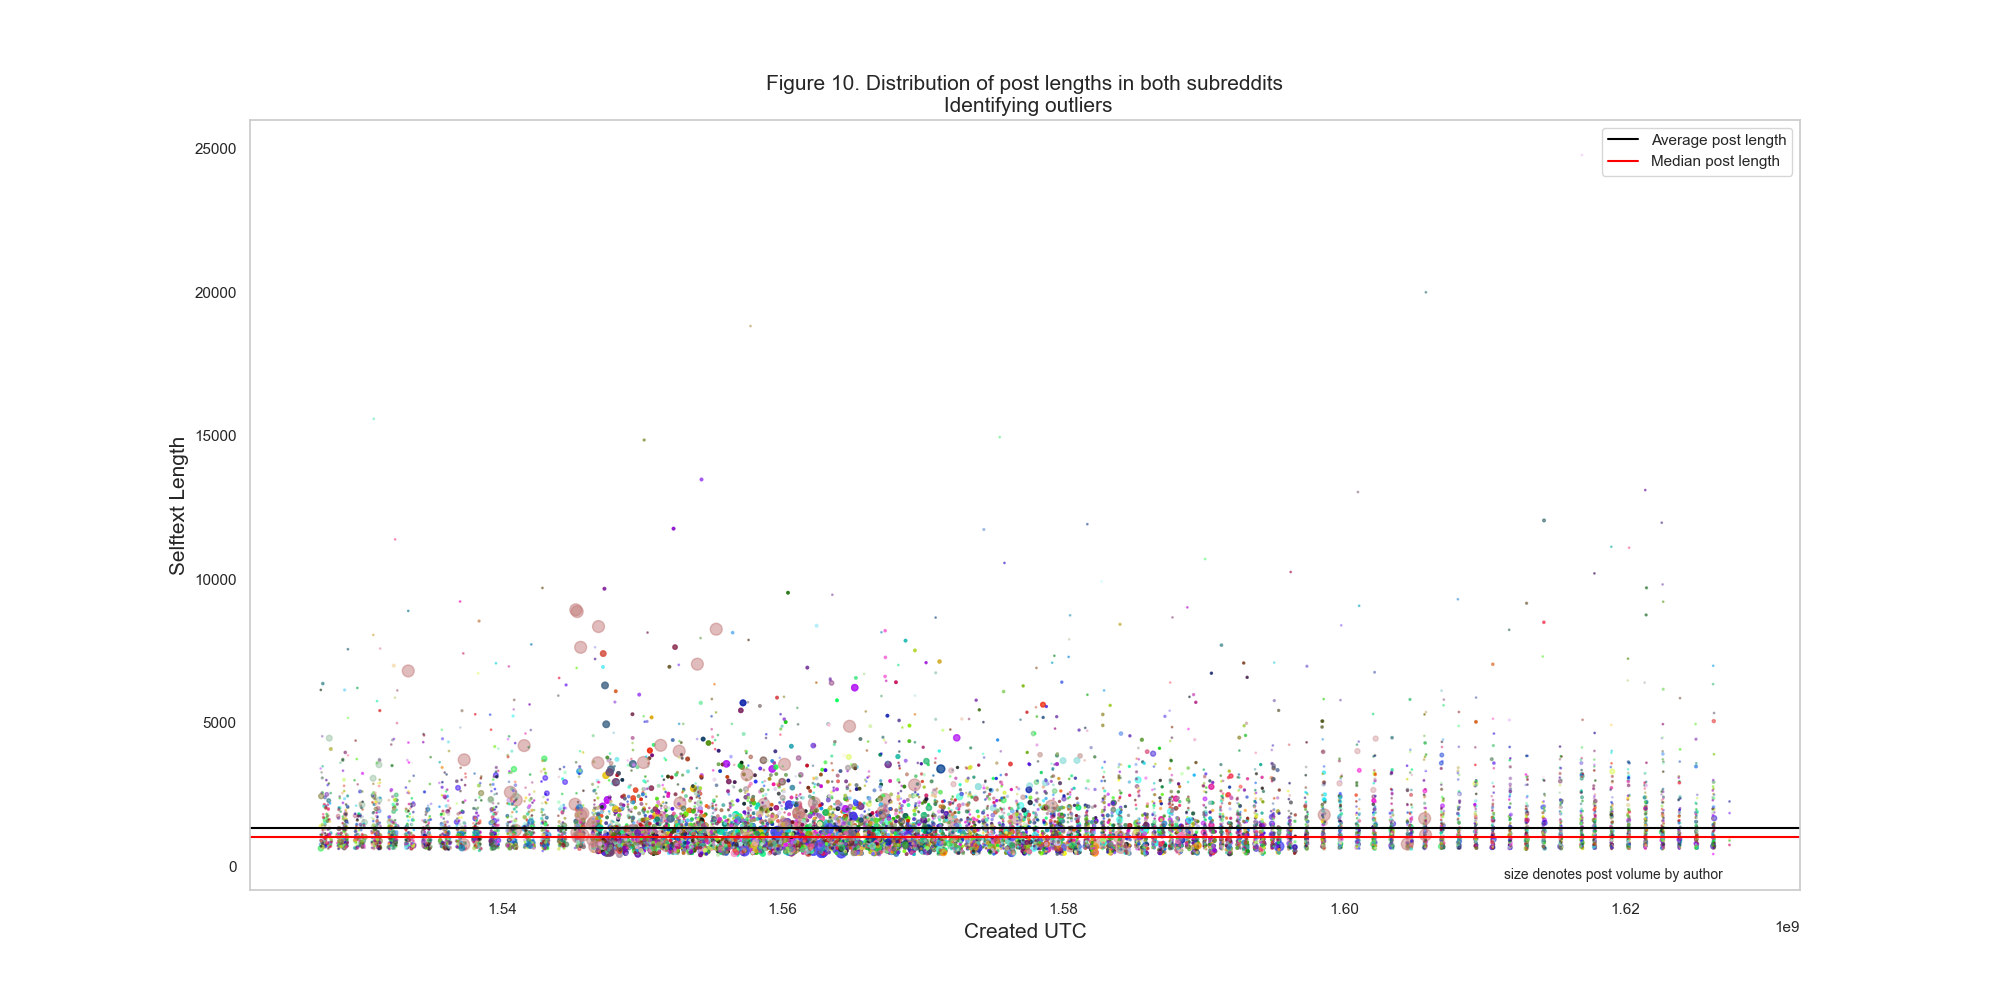 Figure 10. Distribution of post lengths in both subreddits
Identifying outliers
Average post length
Median post length
25000
20000
15000
10000
5000
0
Selftext Length
size denotes post volume by author
1.54
1.56
1.58
1.60
1.62
1e9
Created UTC